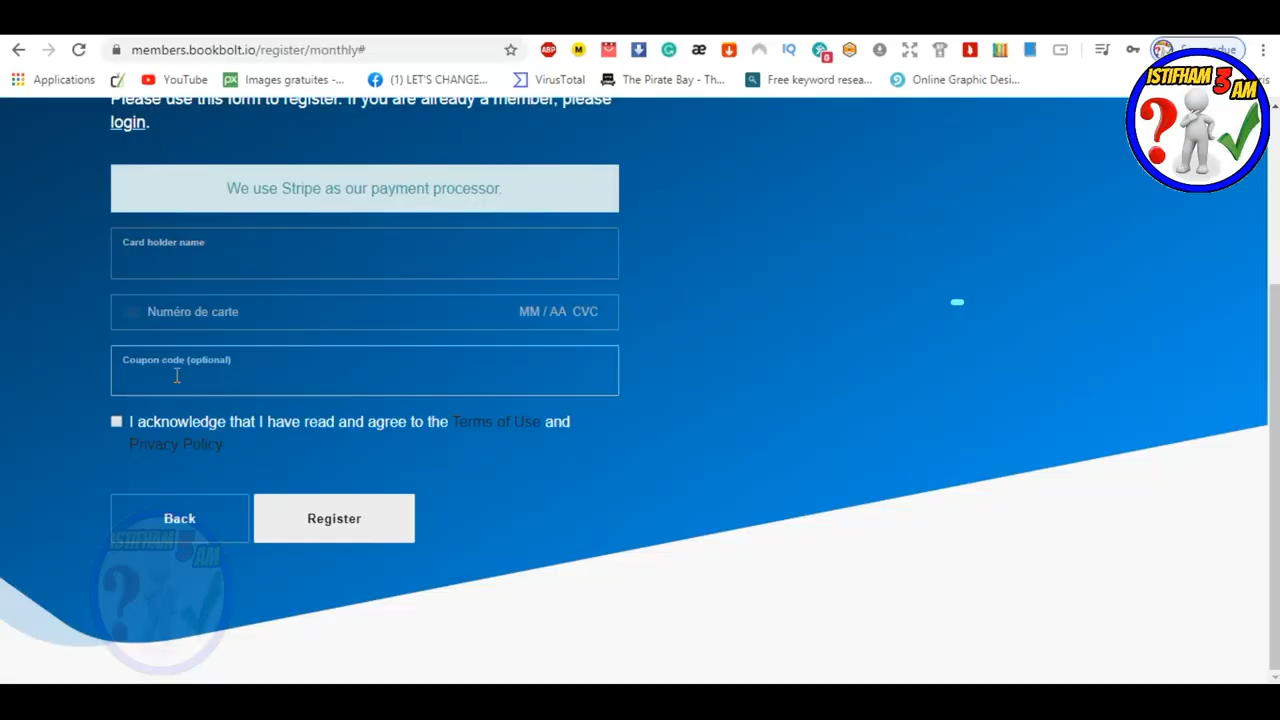 members.bookbolt.io/register/monthly#
Applications
YouTube
Images gratuites -...
(1) LET'S CHANGE...
VirusTotal
The Pirate Bay - Th...
Free keyword resea...
Online Graphic Desi...
ISTIFHAM 3 AM
Please use this form to register. If you are already a member, please
login.
We use Stripe as our payment processor.
Card holder name
Numéro de carte MM / AA CVC
Coupon code (optional)
I acknowledge that I have read and agree to the Terms of Use and
Privacy Policy
Back
Register
ISTIFHAM 3 AM